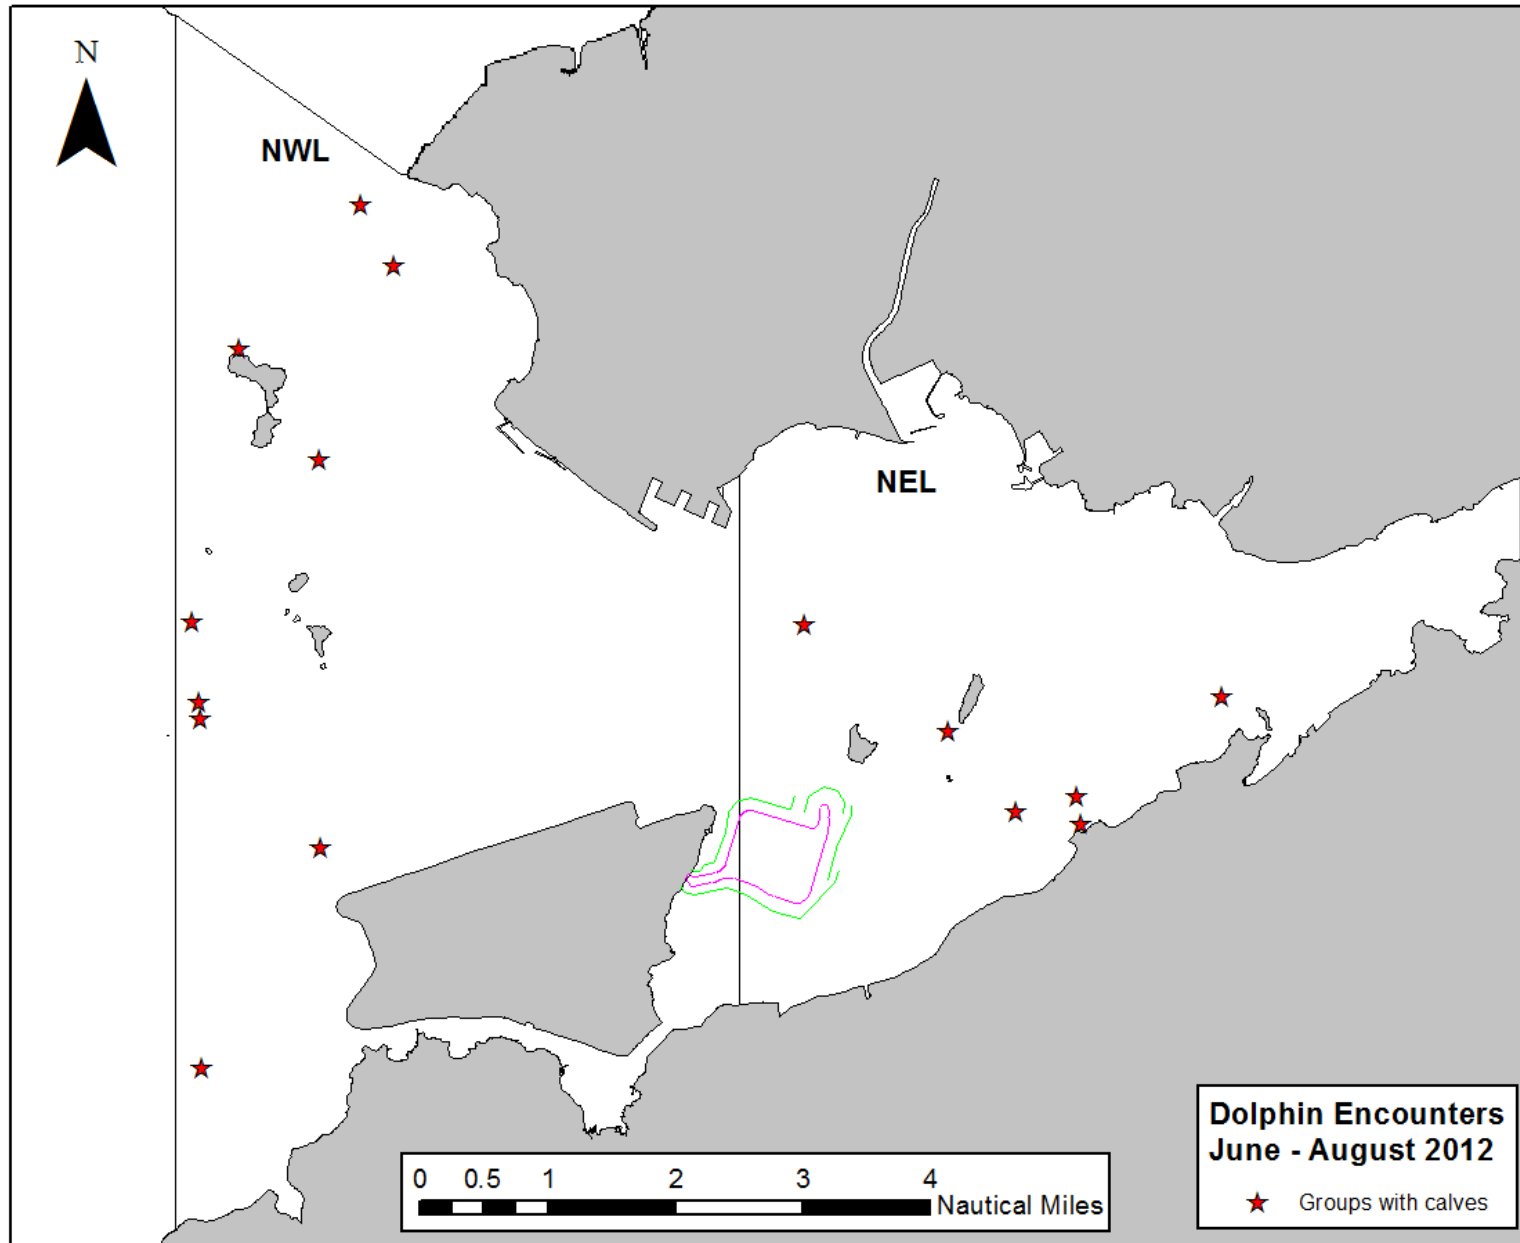 N
NWL
NEL
0 0.5 1 2 3 4
Nautical Miles
Dolphin Encounters
June - August 2012
Groups with calves